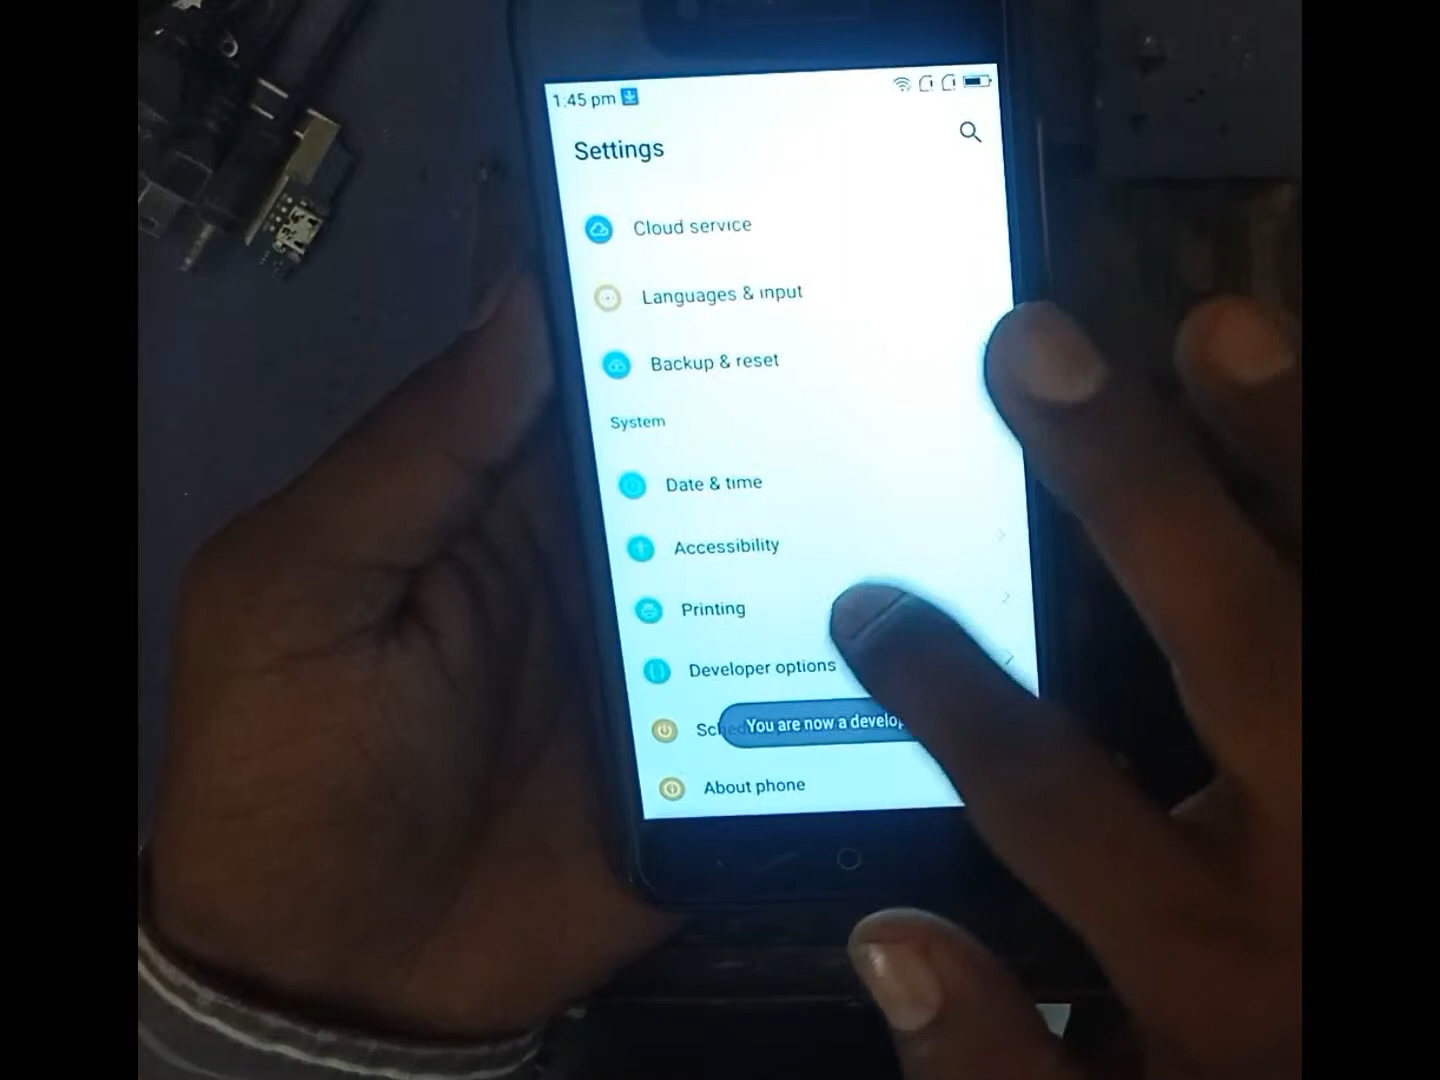 1:45 pm
Settings
Cloud service
Languages & input
Backup & reset
System
Date & time
Accessibility
Printing
Developer options
You are now a
About phone